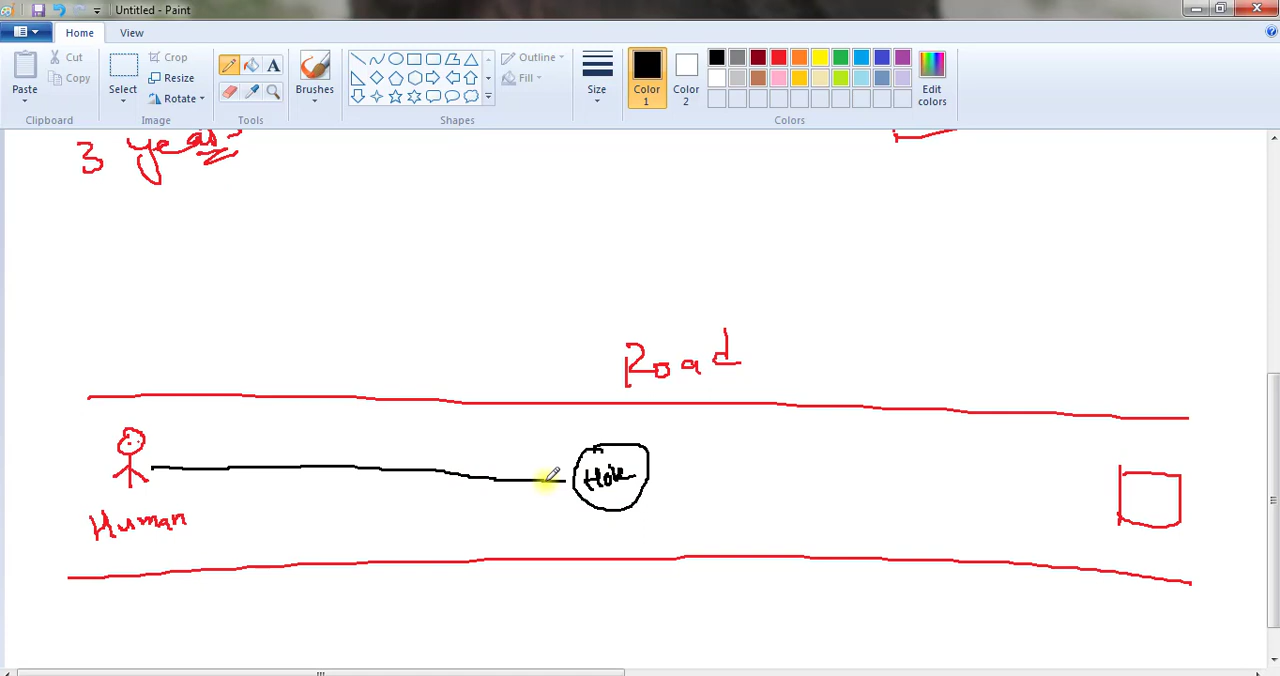 Untitled - Paint
Home View
Paste
Cut
Copy
Clipboard
Select
Crop
Resize
Rotate
Image
A
Tools
Brushes
Outline
Fill
Shapes
Size
Color 1
Color 2
Edit colors
Colors
3 years
Road
Hole
Human